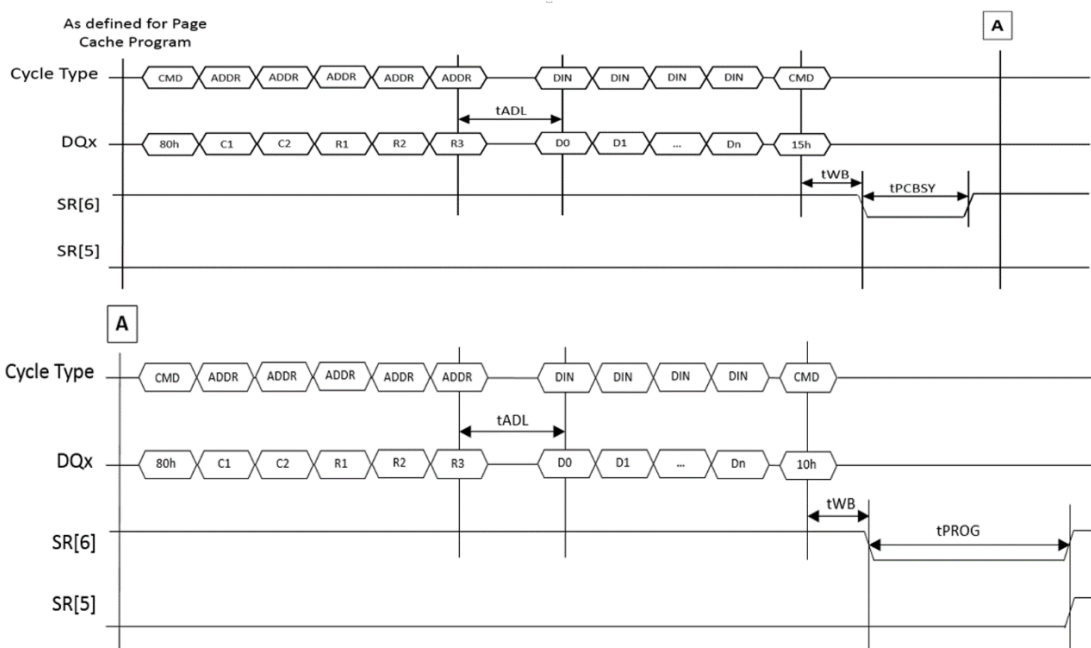 As defined for Page
Cache Program
A
Cycle Type CMD ADDR ADDR ADDR ADDR ADDR DIN DIN DIN DIN CMD
tADL
DQx 80h C1 C2 R1 R2 R3 D0 D1 ... Dn 15h
tWB tPCBSY
SR[6]
SR[5]
A
Cycle Type CMD ADDR ADDR ADDR ADDR ADDR DIN DIN DIN DIN CMD
tADL
DQx 80h C1 C2 R1 R2 R3 D0 D1 ... Dn 10h
tWB
tPROG
SR[6]
SR[5]